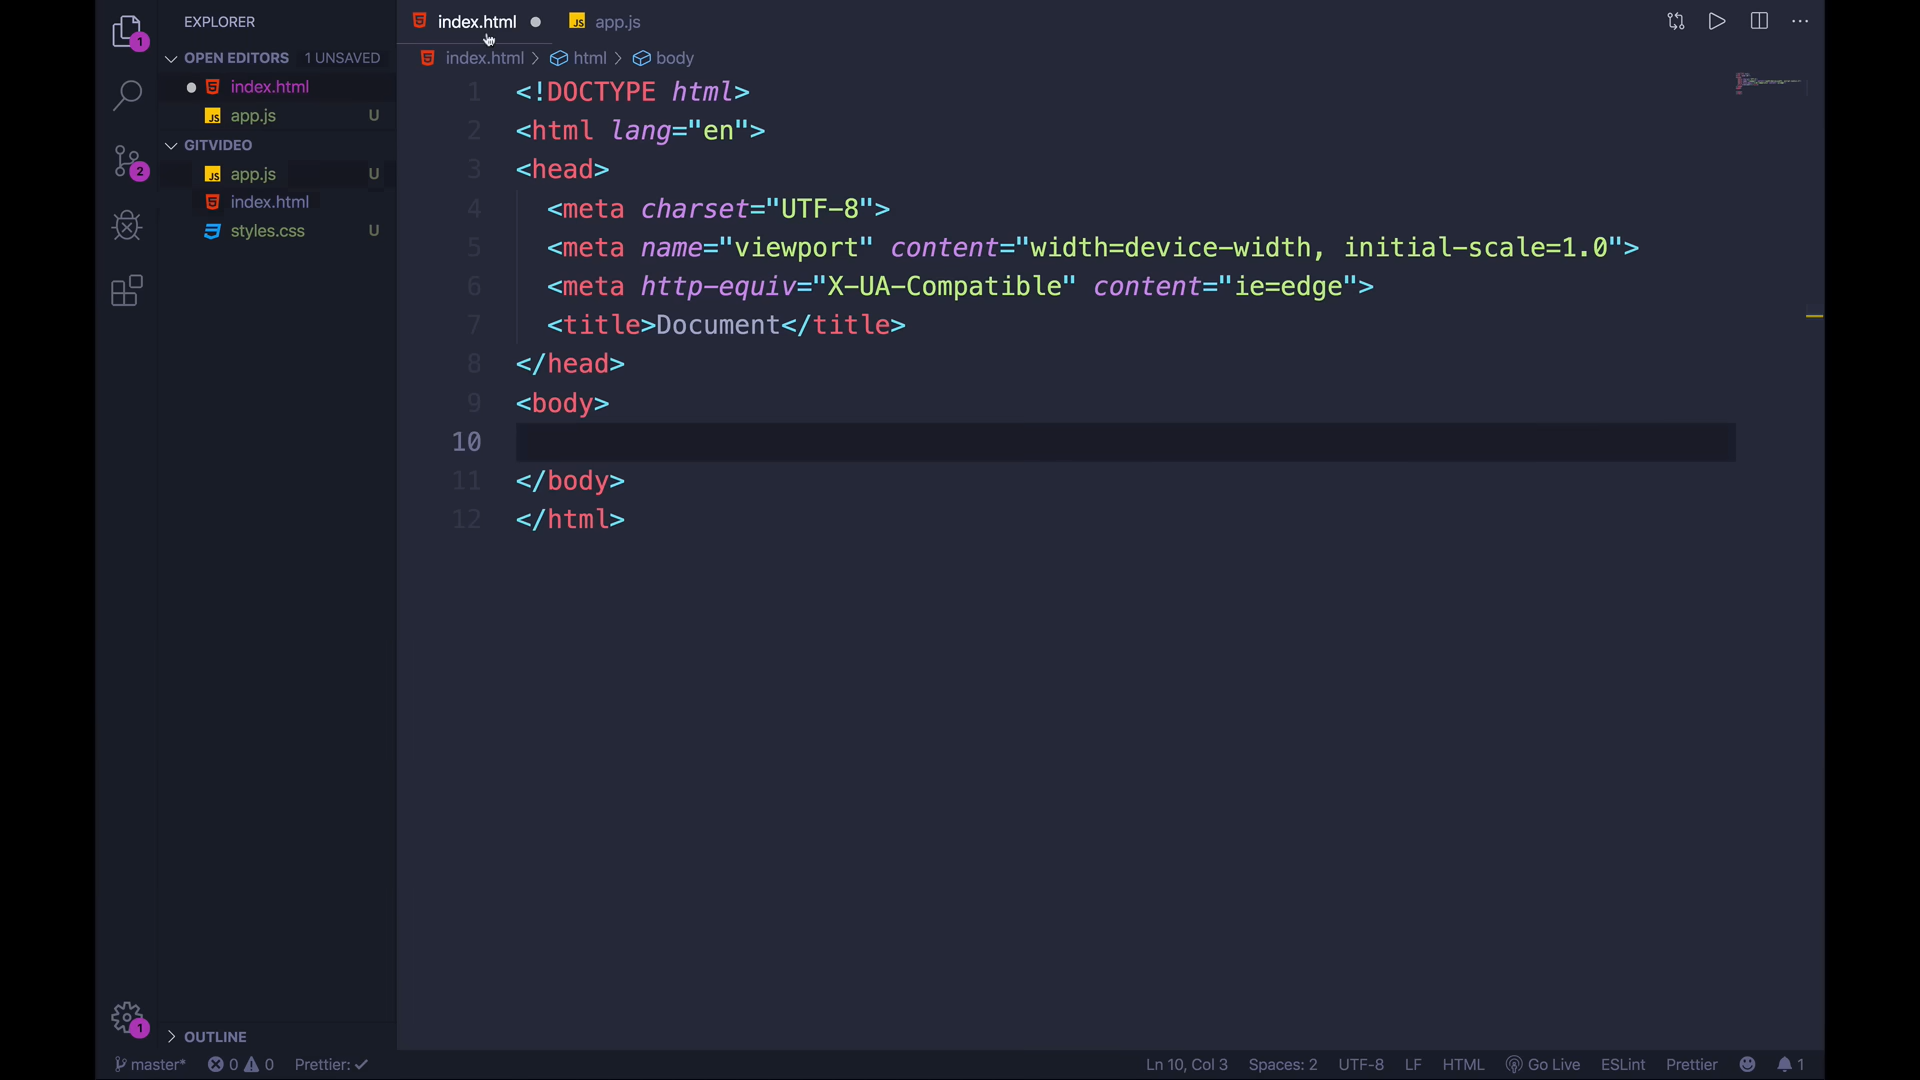 EXPLORER
OPEN EDITORS 1 UNSAVED
index.html
app.js U
GITVIDEO
app.js U
index.html
styles.css U
OUTLINE
1
2
1
index.html
JS app.js
index.html > html > body
1 <!DOCTYPE html>
2 <html lang="en">
3 <head>
4 <meta charset="UTF-8">
5 <meta name="viewport" content="width=device-width, initial-scale=1.0">
6 <meta http-equiv="X-UA-Compatible" content="ie=edge">
7 <title>Document</title>
8 </head>
9 <body>
10
11 </body>
12 </html>
master* 0 0 Prettier: ✓ Ln 10, Col 3 Spaces: 2 UTF-8 LF HTML Go Live ESLint Prettier 1